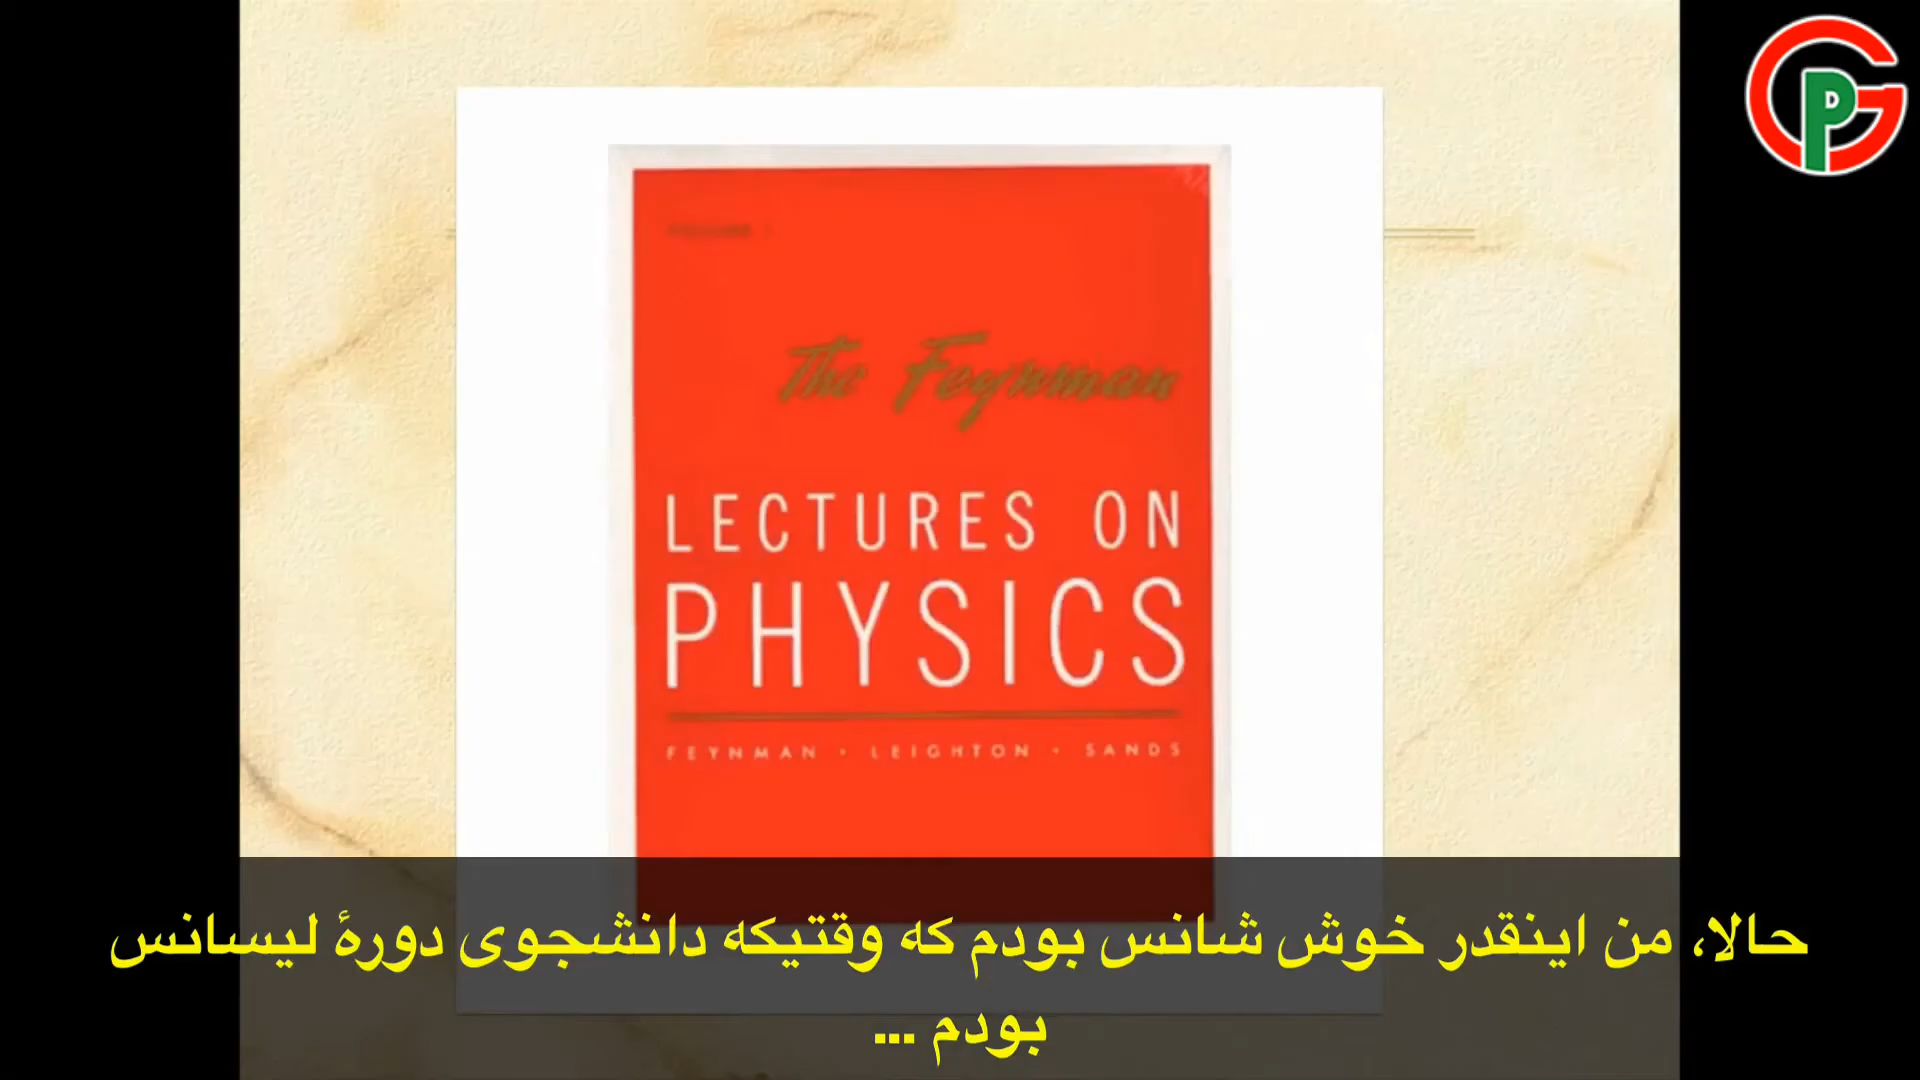 The Feynman
LECTURES ON
PHYSICS
FEYNMAN • LEIGHTON • SANDS
حالا، من اینقدر خوش شانس بودم که وقتیکه دانشجوی دورهٔ لیسانس
بودم ...
GPD